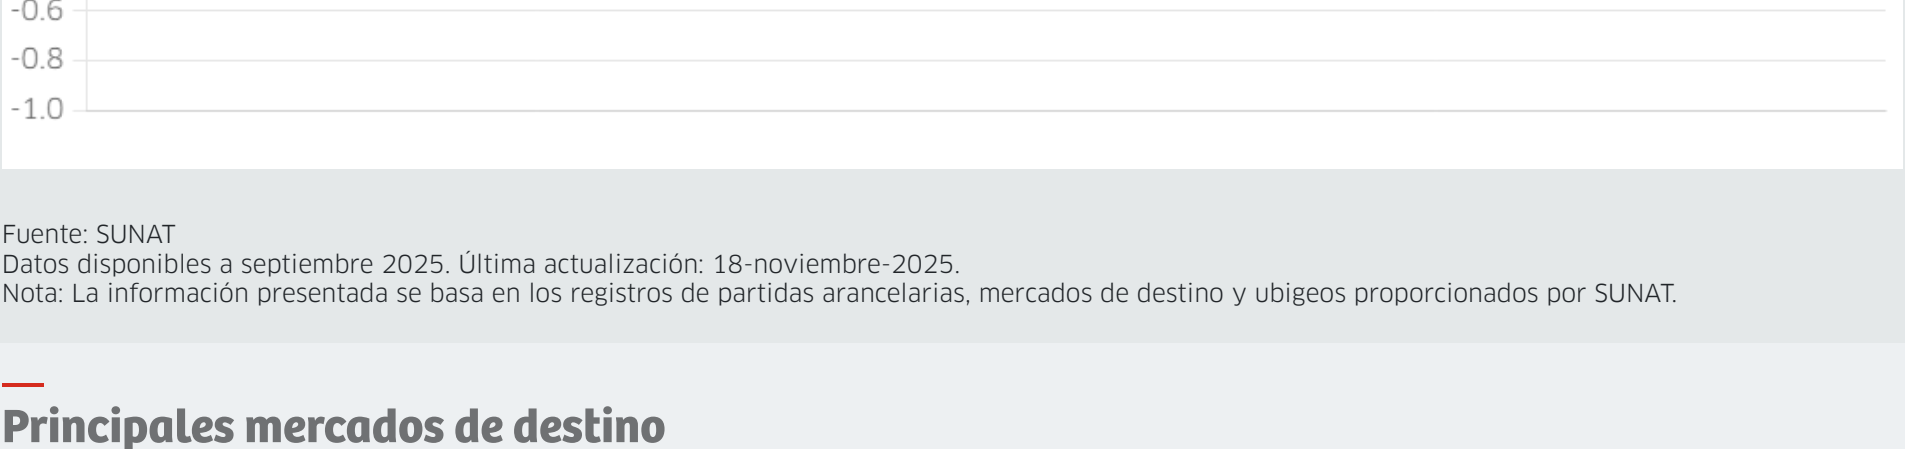 -0.6
-0.8
-1.0
Fuente: SUNAT
Datos disponibles a septiembre 2025. Última actualización: 18-noviembre-2025.
Nota: La información presentada se basa en los registros de partidas arancelarias, mercados de destino y ubigeos proporcionados por SUNAT.
Principales mercados de destino